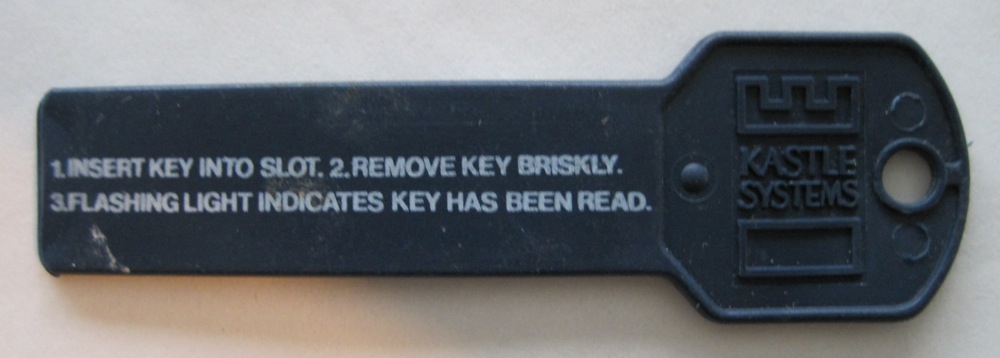 1.INSERT KEY INTO SLOT. 2.REMOVE KEY BRISKLY.
3.FLASHING LIGHT INDICATES KEY HAS BEEN READ.
KASTLE
SYSTEMS